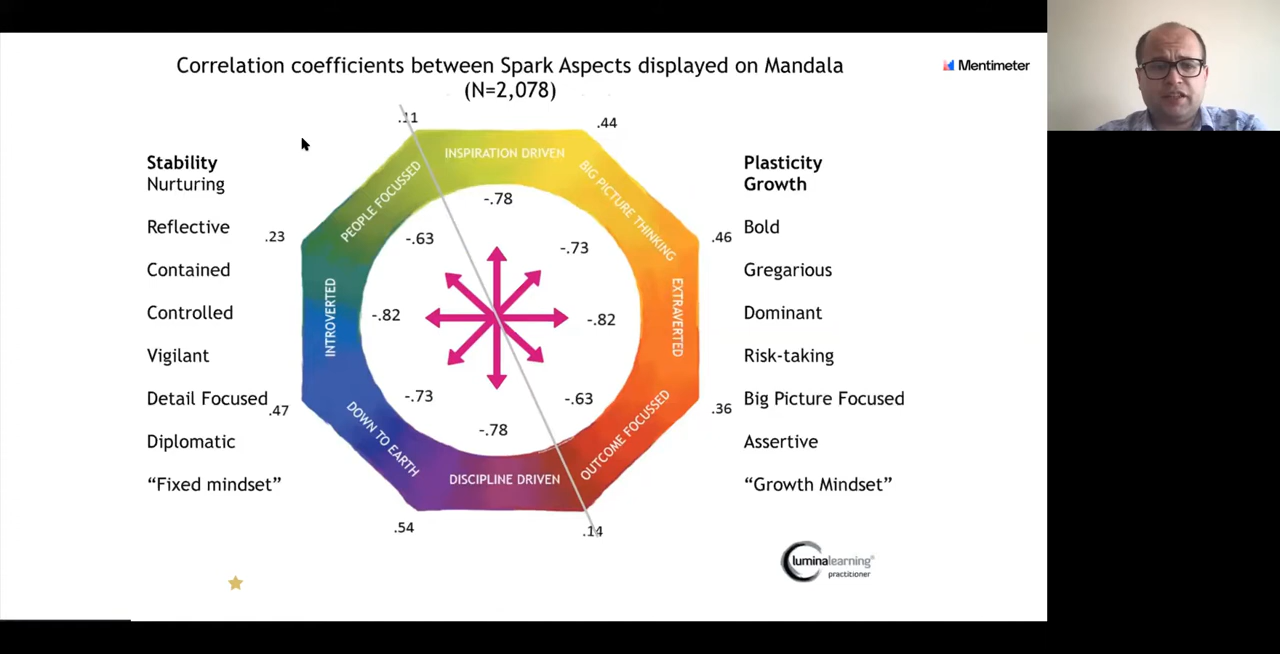 Correlation coefficients between Spark Aspects displayed on Mandala
(N=2,078)
Mentimeter
Stability
Nurturing
Reflective
Contained
Controlled
Vigilant
Detail Focused
Diplomatic
“Fixed mindset”
.11
.44
.23
.46
.47
.36
.54
.14
INSPIRATION DRIVEN
BIG PICTURE THINKING
EXTRAVERTED
OUTCOME FOCUSSED
DISCIPLINE DRIVEN
DOWN TO EARTH
INTROVERTED
PEOPLE FOCUSSED
-.78
-.63
-.73
-.82
-.82
-.73
-.63
-.78
Plasticity
Growth
Bold
Gregarious
Dominant
Risk-taking
Big Picture Focused
Assertive
“Growth Mindset”
luminalearning®
practitioner